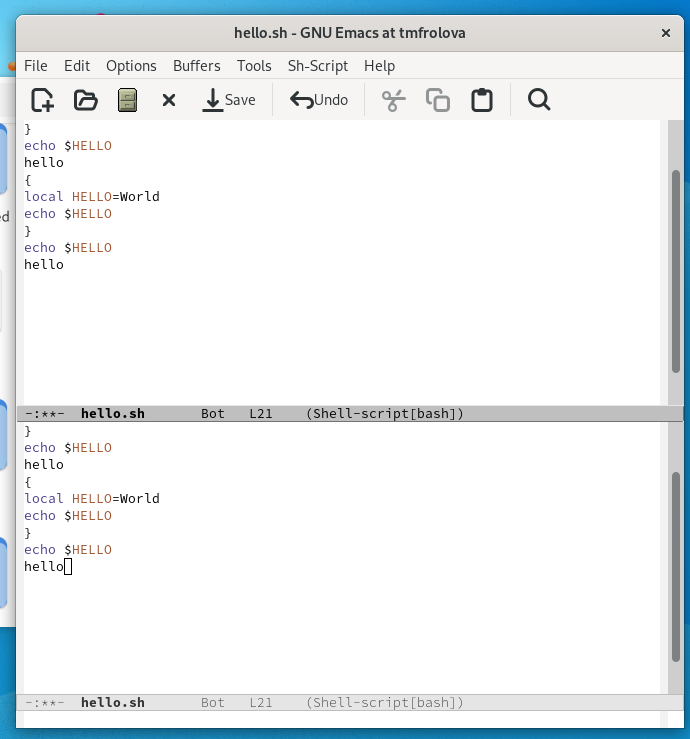 hello.sh - GNU Emacs at tmfrolova
File Edit Options Buffers Tools Sh-Script Help
Save Undo
}
echo $HELLO
hello
{
local HELLO=World
echo $HELLO
}
echo $HELLO
hello
-:**- hello.sh Bot L21 (Shell-script[bash])
}
echo $HELLO
hello
{
local HELLO=World
echo $HELLO
}
echo $HELLO
hello
-:**- hello.sh Bot L21 (Shell-script[bash])
ed